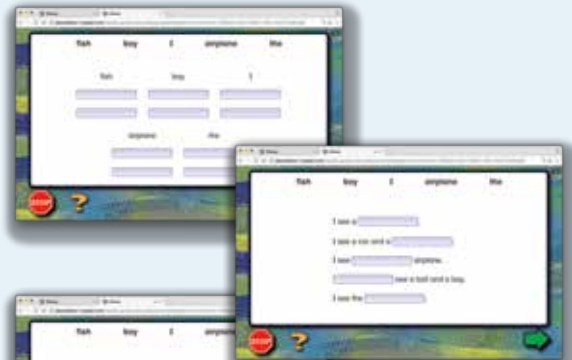 fish boy I airplane the
fish boy I
airplane the
STOP
?
fish boy I airplane the
I see a
I see a car and a
I see airplane.
see a ball and a boy.
I see the
STOP
?
fish boy I airplane